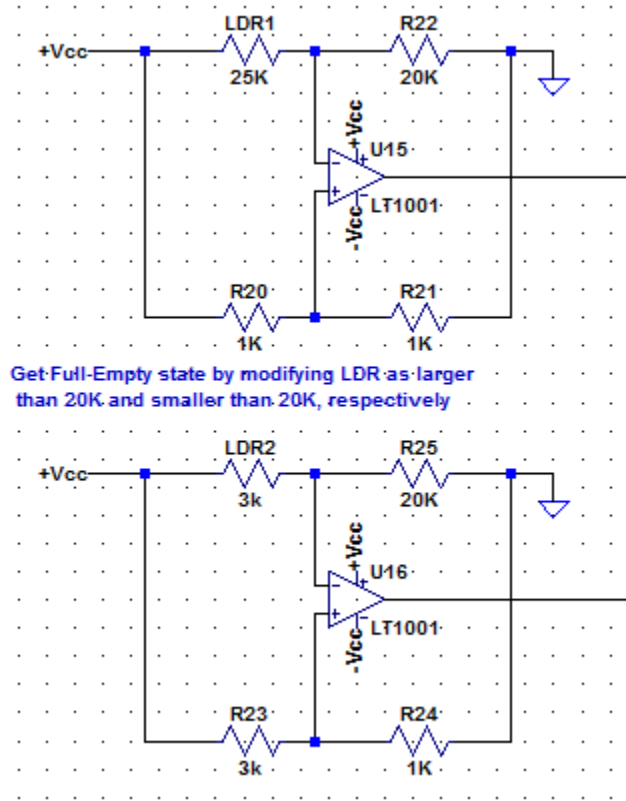 LDR1
R22
+Vcc
25K
20K
+Vcc
U15
LT1001
-Vcc
R20
R21
1K
1K
Get Full-Empty state by modifying LDR as larger
than 20K and smaller than 20K, respectively
LDR2
R25
+Vcc
3k
20K
+Vcc
U16
LT1001
-Vcc
R23
R24
3k
1K